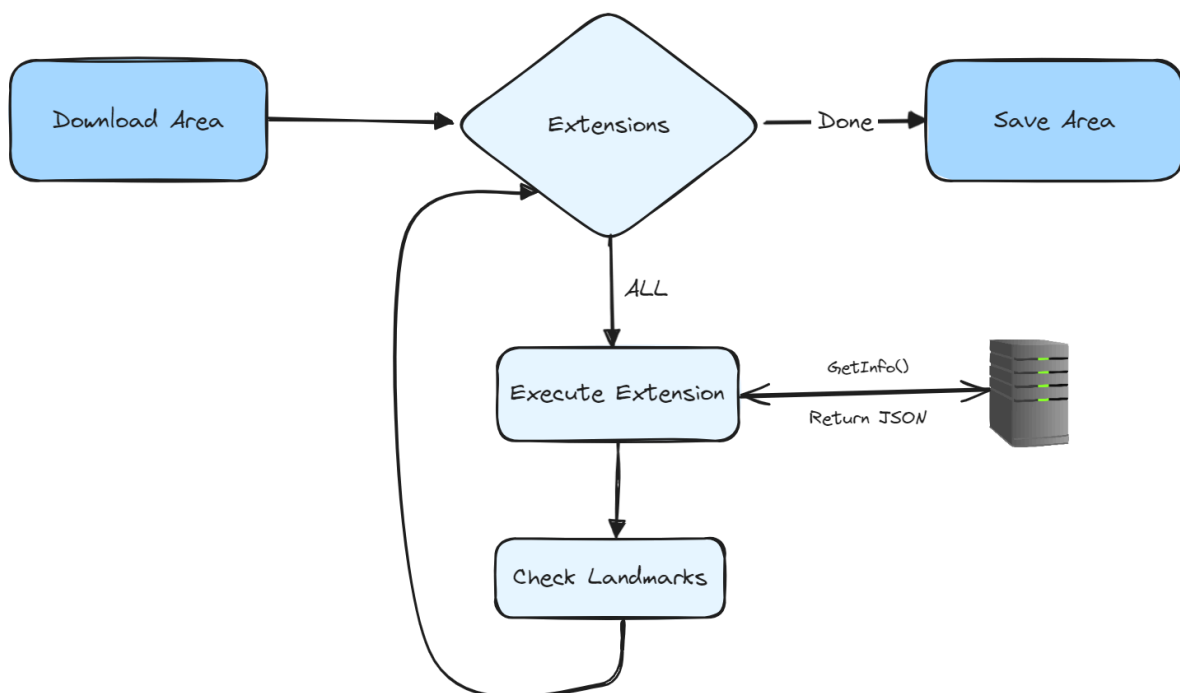 Download Area
Extensions
Done
Save Area
ALL
Execute Extension
GetInfo()
Return JSON
Check Landmarks